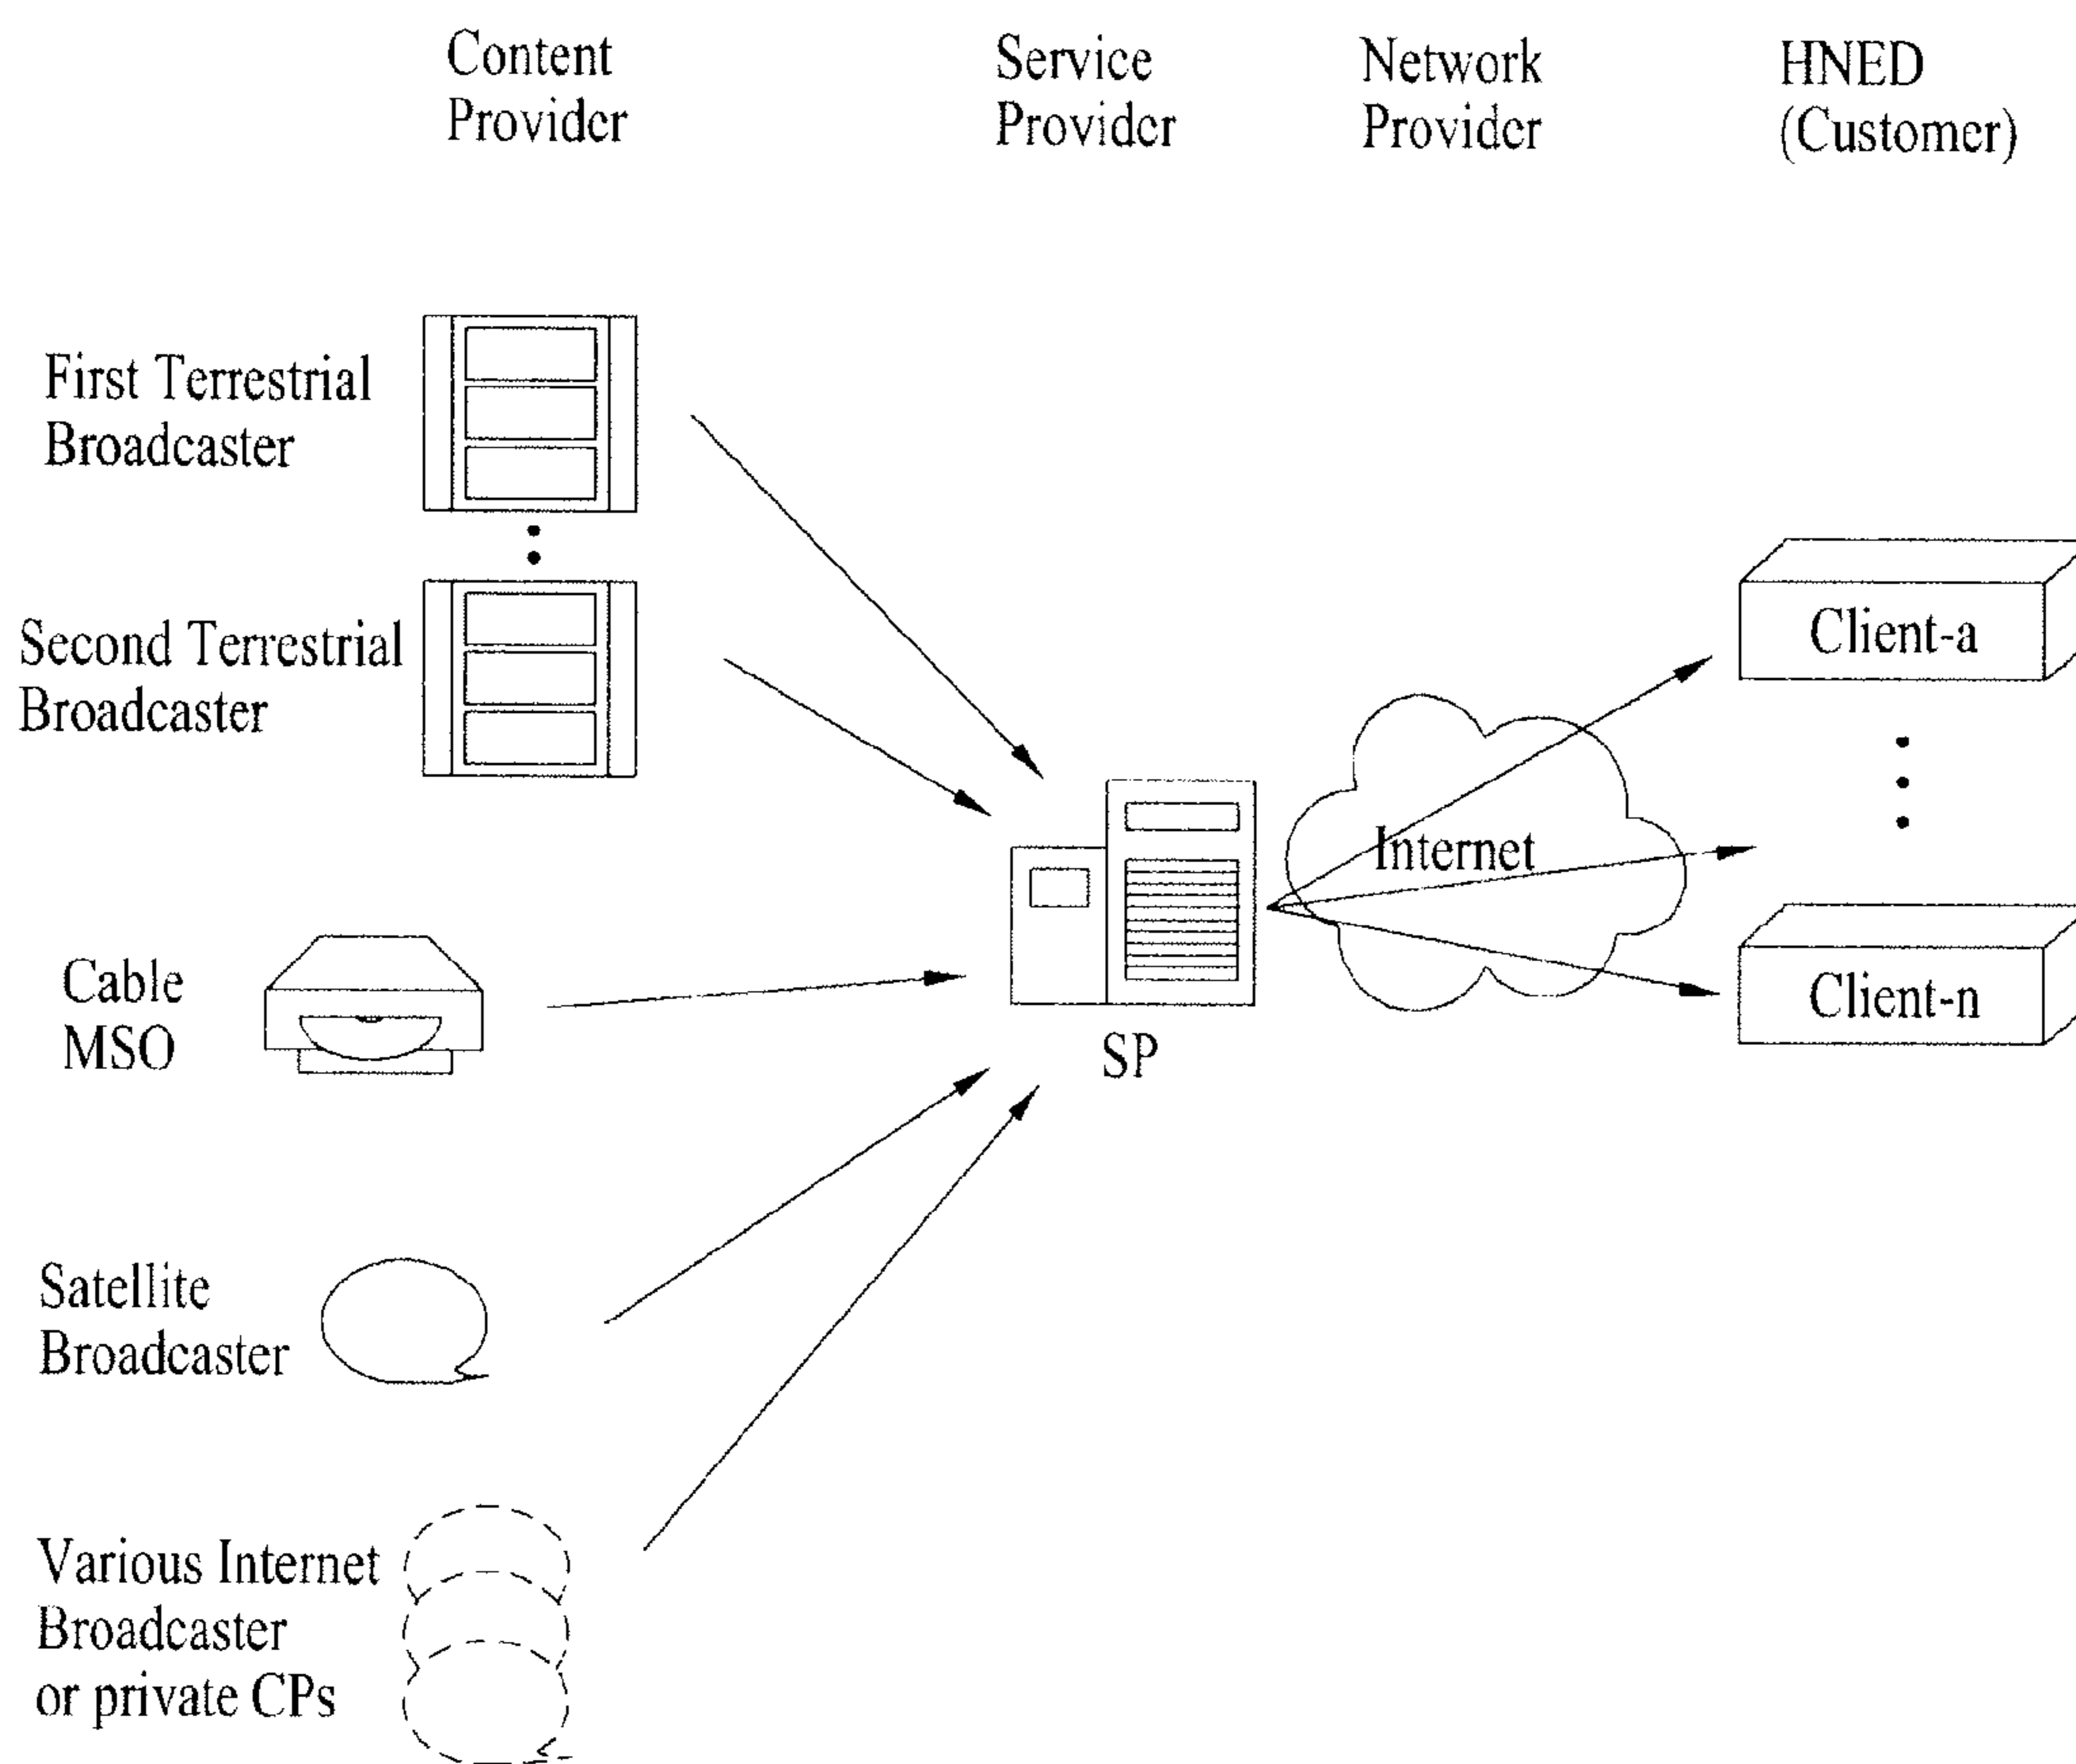 Content
Provider
Service
Provider
Network
Provider
HNED
(Customer)
First Terrestrial
Broadcaster
Second Terrestrial
Broadcaster
Cable
MSO
Satellite
Broadcaster
Various Internet
Broadcaster
or private CPs
SP
Internet
Client-a
Client-n